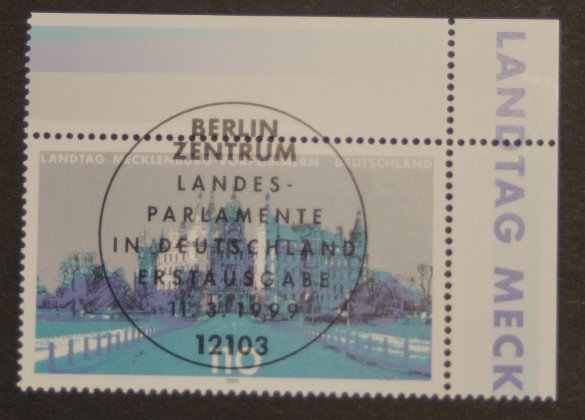 LANDTAG MECK
BERLIN
ZENTRUM
LANDTAG MECKLENBURG-VORPOMMERN DEUTSCHLAND
LANDES-
PARLAMENTE
IN DEUTSCHLAND
ERSTAUSGABE
11.3.1999
12103
110
1999